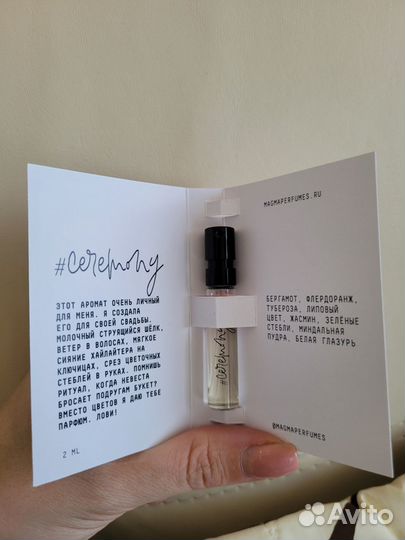 #ceremony
ЭТОТ АРОМАТ ОЧЕНЬ ЛИЧНЫЙ
ДЛЯ МЕНЯ. Я СОЗДАЛА
ЕГО ДЛЯ СВОЕЙ СВАДЬБЫ.
МОЛОЧНЫЙ СТРУЯЩИЙСЯ ШЁЛК,
ВЕТЕР В ВОЛОСАХ, МЯГКОЕ
СИЯНИЕ ХАЙЛАЙТЕРА НА
КЛЮЧИЦАХ, СРЕЗ ЦВЕТОЧНЫХ
СТЕБЛЕЙ В РУКАХ. ПОМНИШЬ
РИТУАЛ, КОГДА НЕВЕСТА
БРОСАЕТ ПОДРУГАМ БУКЕТ?
ВМЕСТО ЦВЕТОВ Я ДАЮ ТЕБЕ
ПАРФЮМ. ЛОВИ!
2 ML
#ceremony
MAGMAPERFUMES.RU
БЕРГАМОТ, ФЛЕРДОРАНЖ,
ТУБЕРОЗА, ЛИПОВЫЙ
ЦВЕТ, ЖАСМИН, ЗЕЛЁНЫЕ
СТЕБЛИ, МИНДАЛЬНАЯ
ПУДРА, БЕЛАЯ ГЛАЗУРЬ
@MAGMAPERFUMES
Avito